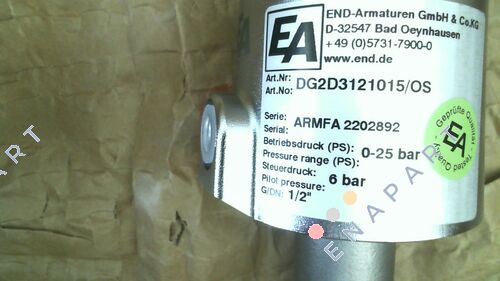 EA
END-Armaturen GmbH & Co.KG
D-32547 Bad Oeynhausen
+ 49 (0)5731-7900-0
www.end.de
Art.Nr:
Art.No: DG2D3121015/OS
Serie:
Serial: ARMFA 2202892
Betriebsdruck (PS):
Pressure range (PS): 0-25 bar
Steuerdruck:
Pilot pressure: 6 bar
G/DN: 1/2"
Geprüfte Qualität - Tested Quality
EA
ENAPART